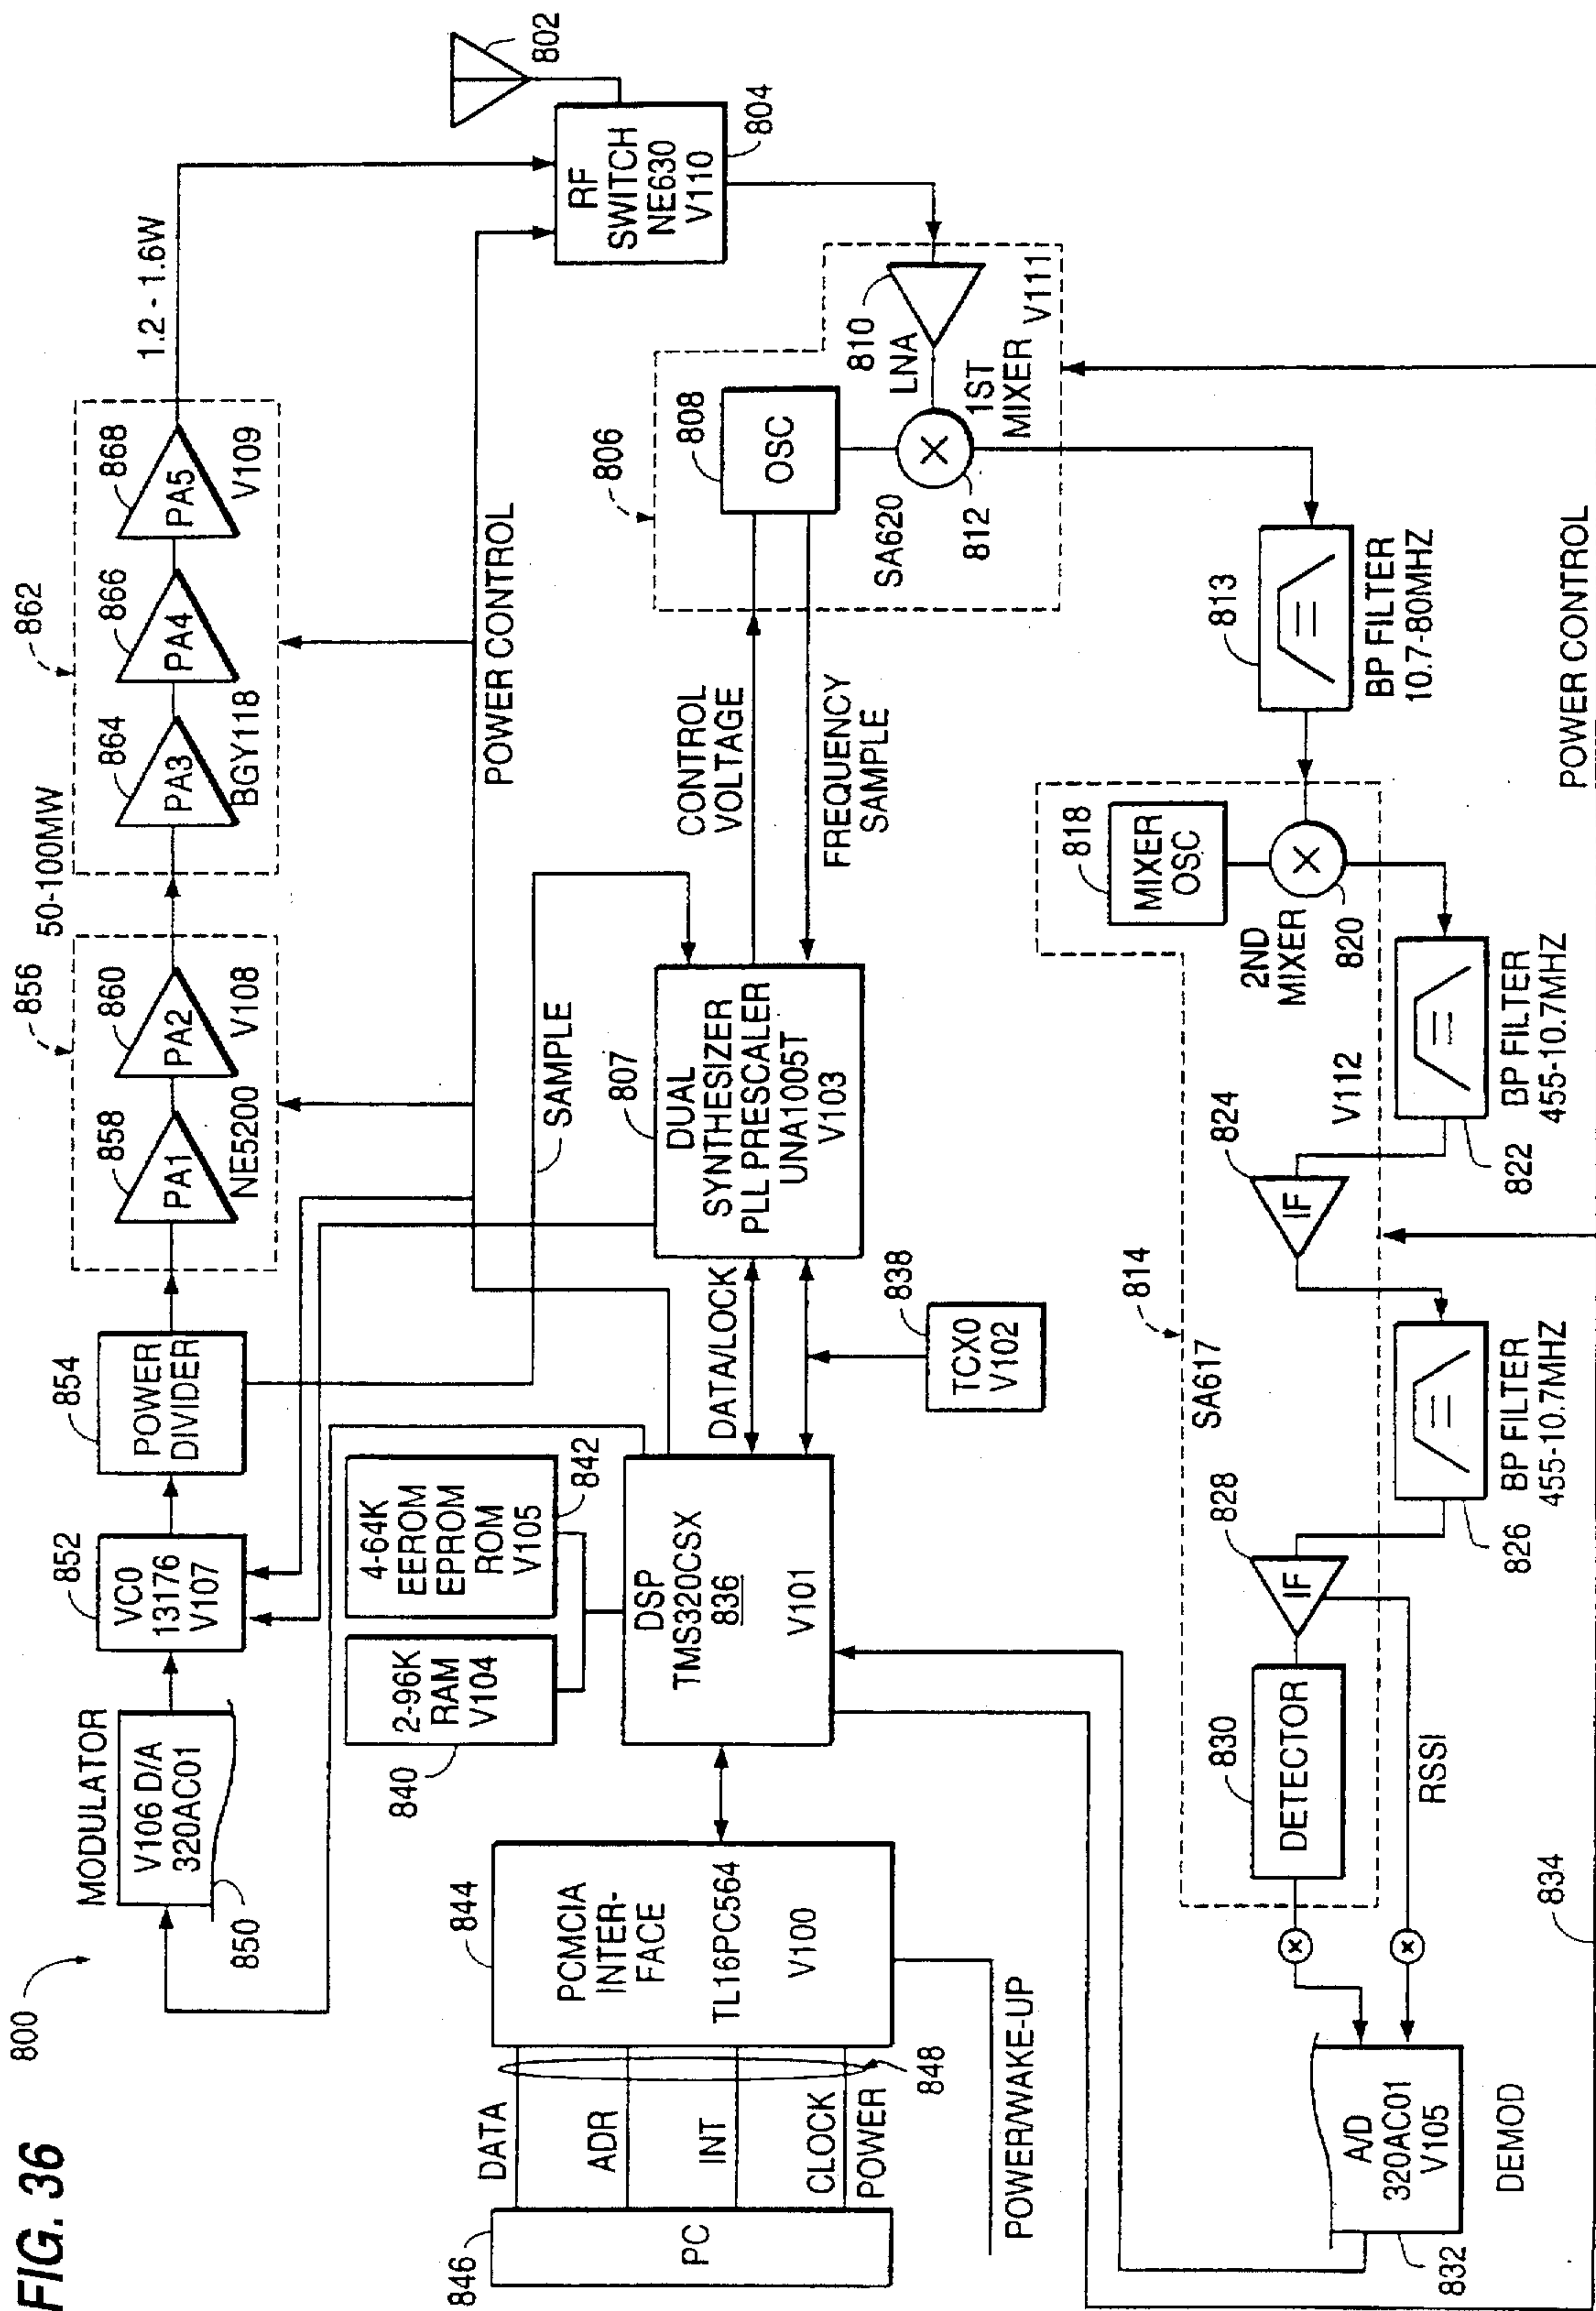 FIG. 36
800
MODULATOR
V106 D/A
320AC01
850
852
VC0
13176
V107
854
POWER
DIVIDER
856
858
PA1
860
PA2
NE5200
V108
50-100MW
862
864
PA3
866
PA4
868
PA5
BGY118
V109
1.2 - 1.6W
802
RF
SWITCH
NE630
V110
804
POWER CONTROL
SAMPLE
846
PC
DATA
ADR
INT
CLOCK
POWER
848
844
PCMCIA
INTER-
FACE
TL16PC564
V100
POWER/WAKE-UP
840
2-96K
RAM
V104
4-64K
EEROM
EPROM
ROM
V105
842
DSP
TMS320CSX
836
V101
DATA/LOCK
838
TCX0
V102
807
DUAL
SYNTHESIZER
PLL PRESCALER
UNA1005T
V103
CONTROL
VOLTAGE
FREQUENCY
SAMPLE
806
808
OSC
SA620
812
810
LNA
1ST
MIXER
V111
813
BP FILTER
10.7-80MHZ
814
SA617
818
MIXER
OSC
2ND
MIXER
820
V112
822
BP FILTER
455-10.7MHZ
824
IF
826
BP FILTER
455-10.7MHZ
828
IF
830
DETECTOR
RSSI
832
A/D
320AC01
V105
DEMOD
834
POWER CONTROL